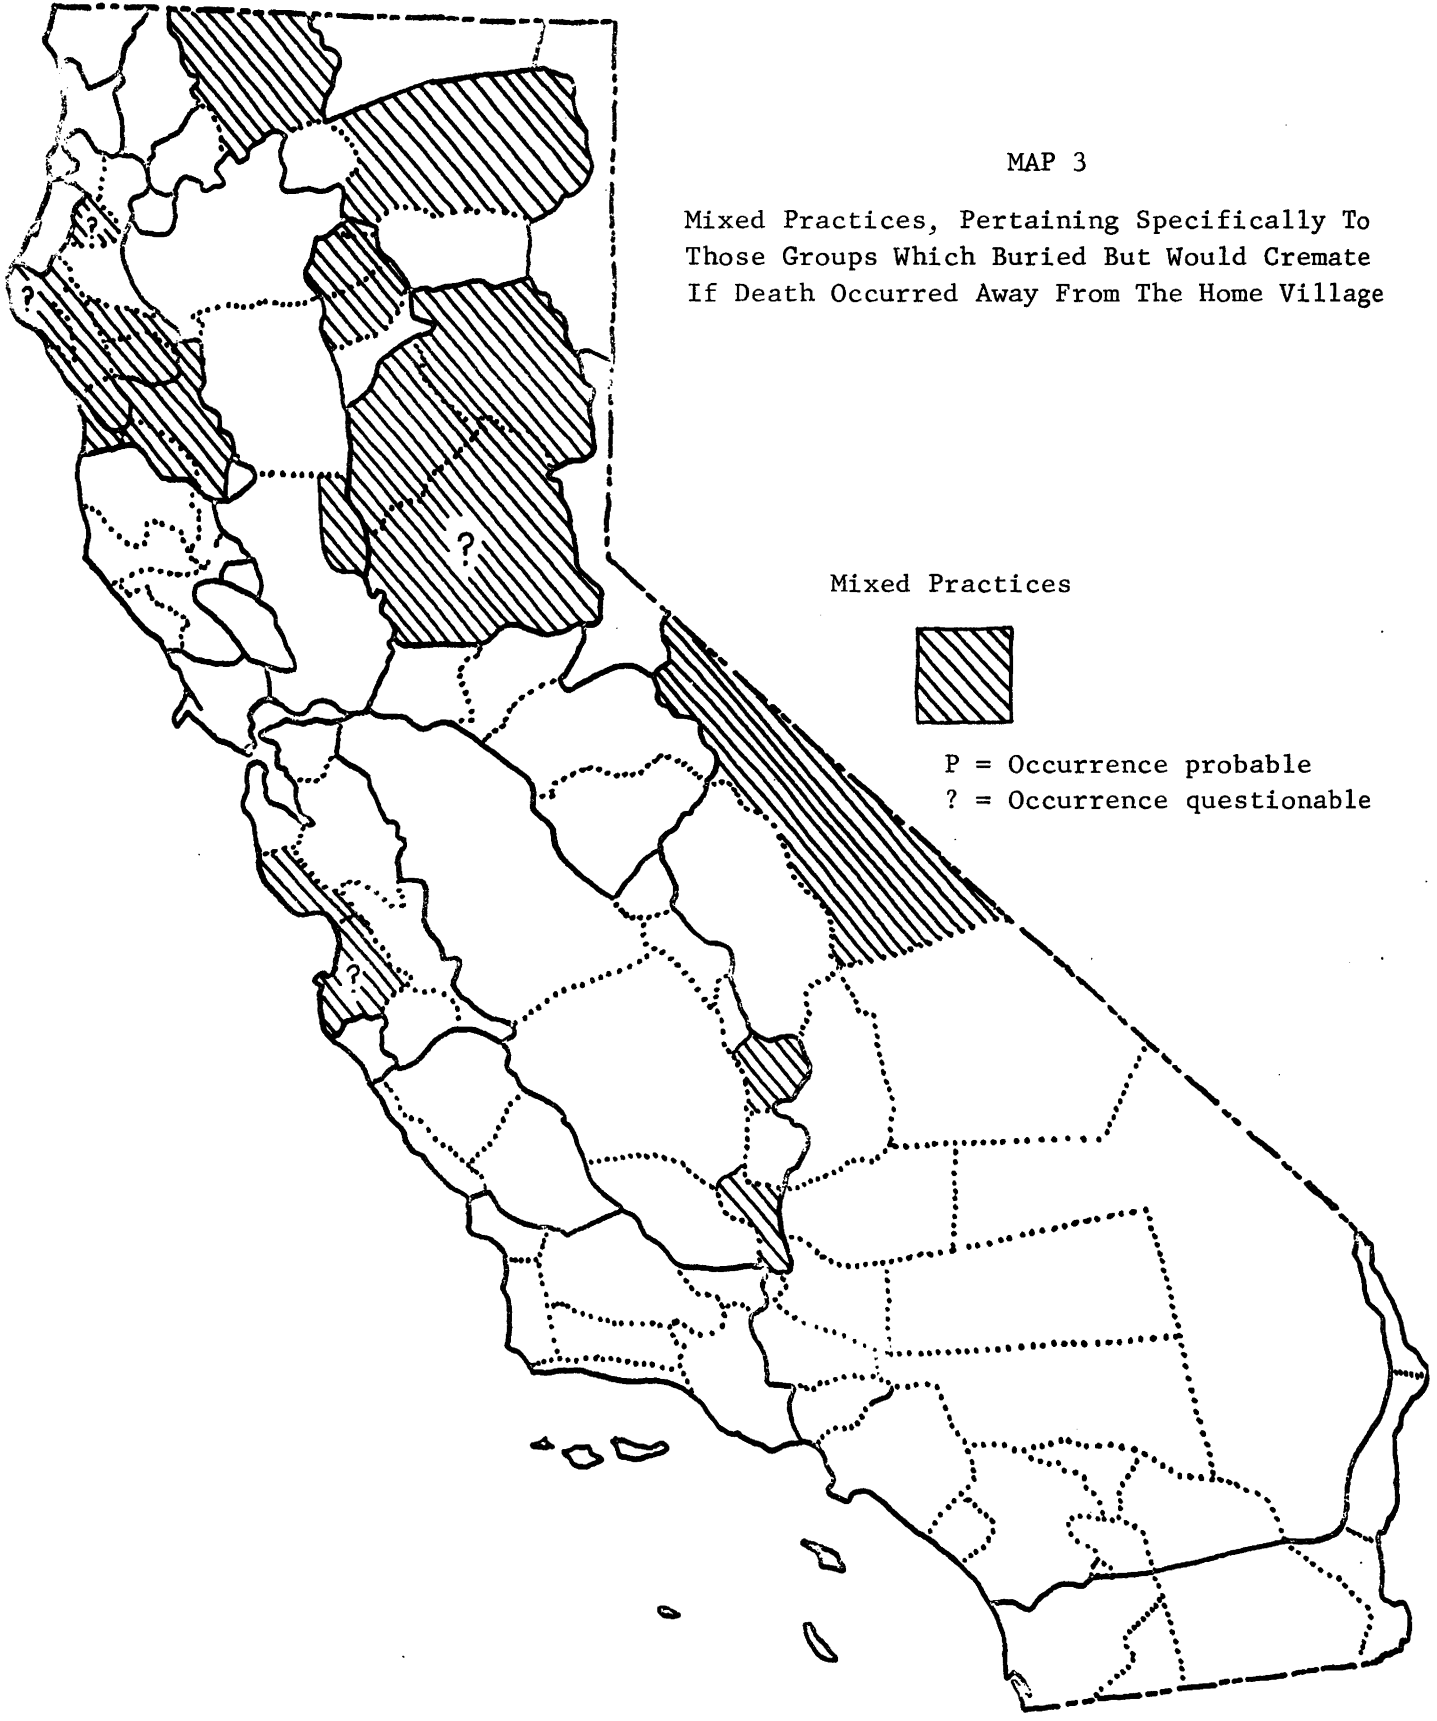 MAP 3
Mixed Practices, Pertaining Specifically To
Those Groups Which Buried But Would Cremate
If Death Occurred Away From The Home Village
?
?
?
Mixed Practices
P = Occurrence probable
? = Occurrence questionable
?